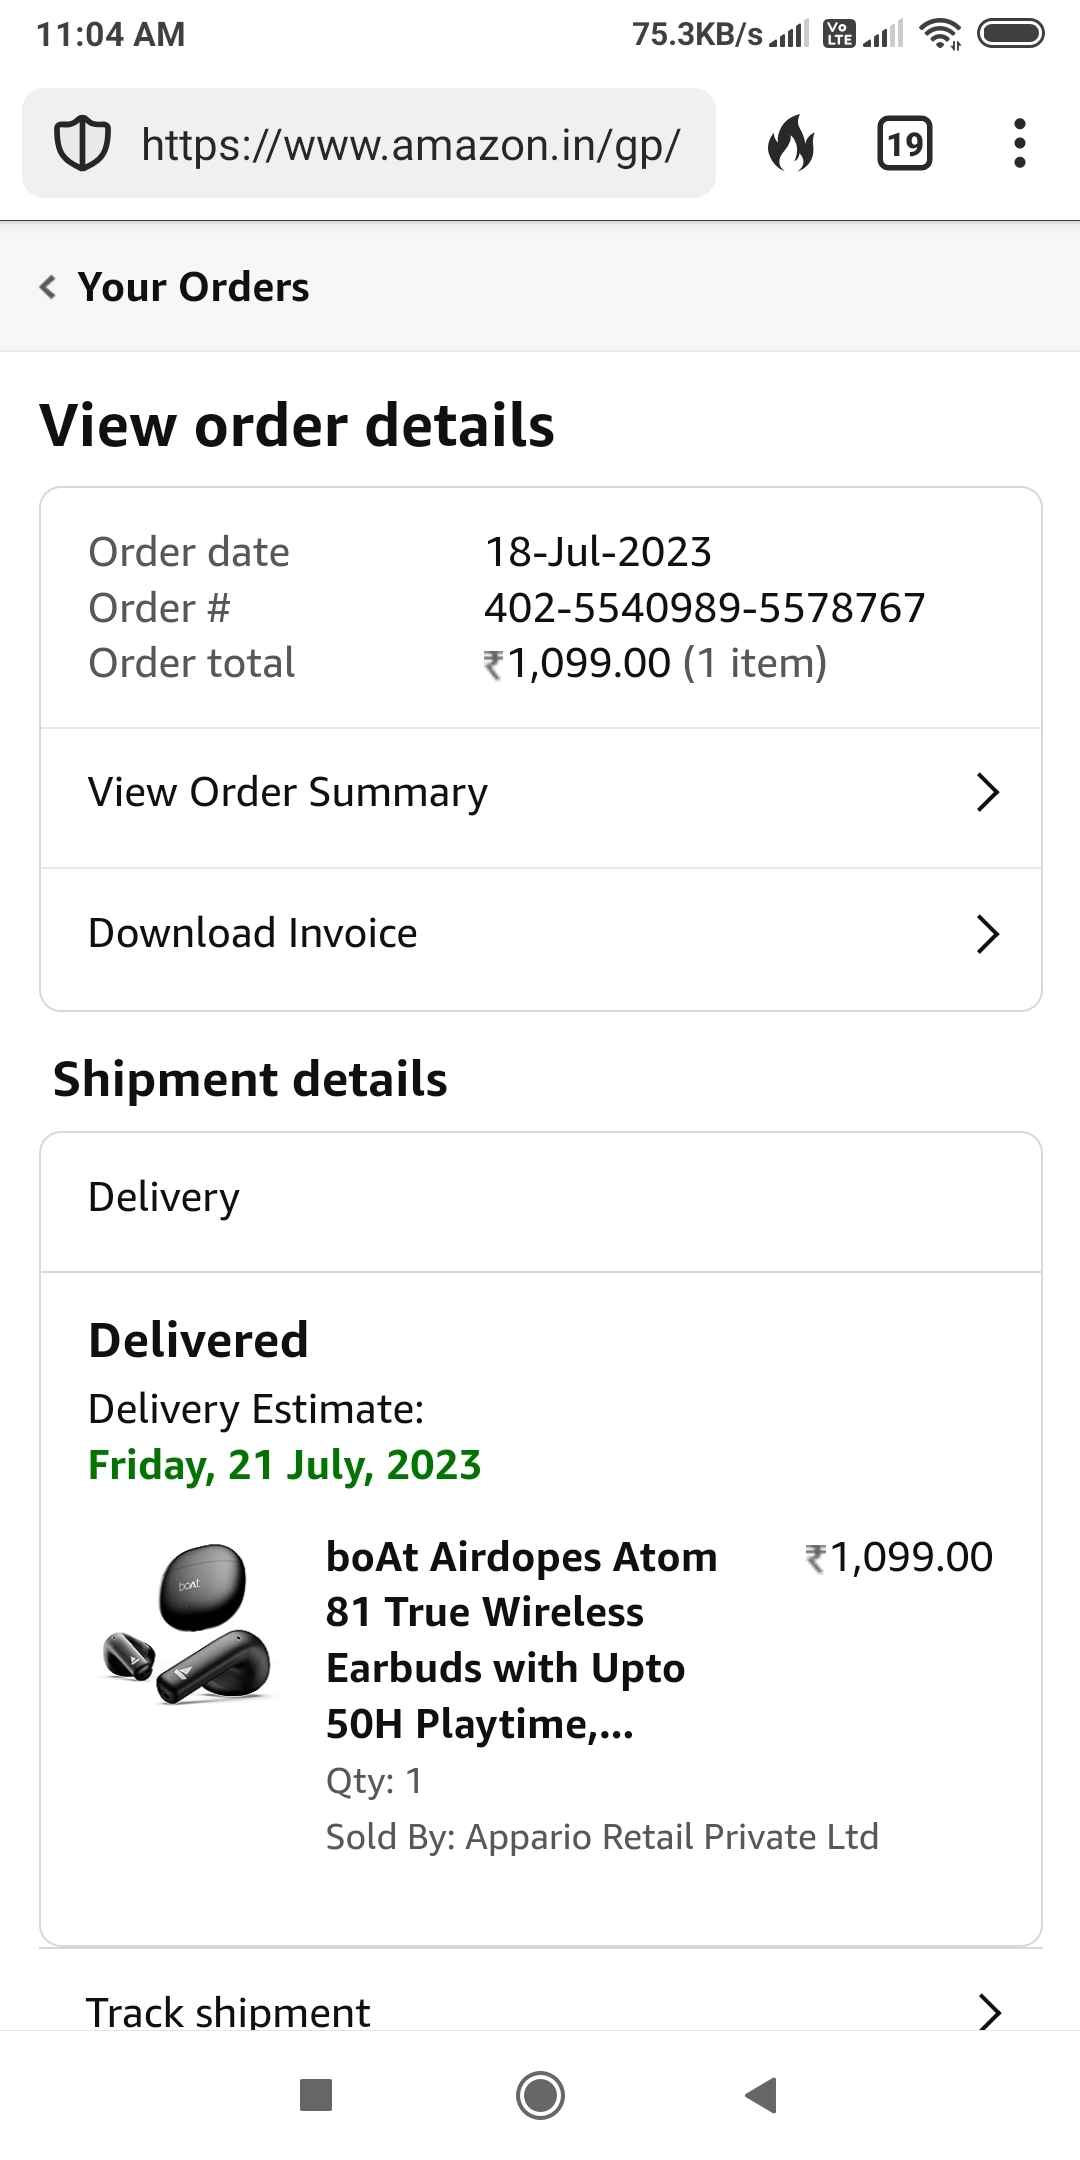 11:04 AM
75.3KB/s
Vo
LTE
https://www.amazon.in/gp/
19
Your Orders
View order details
Order date 18-Jul-2023
Order # 402-5540989-5578767
Order total ₹1,099.00 (1 item)
View Order Summary
Download Invoice
Shipment details
Delivery
Delivered
Delivery Estimate:
Friday, 21 July, 2023
boAt
boAt Airdopes Atom ₹1,099.00
81 True Wireless
Earbuds with Upto
50H Playtime,...
Qty: 1
Sold By: Appario Retail Private Ltd
Track shipment